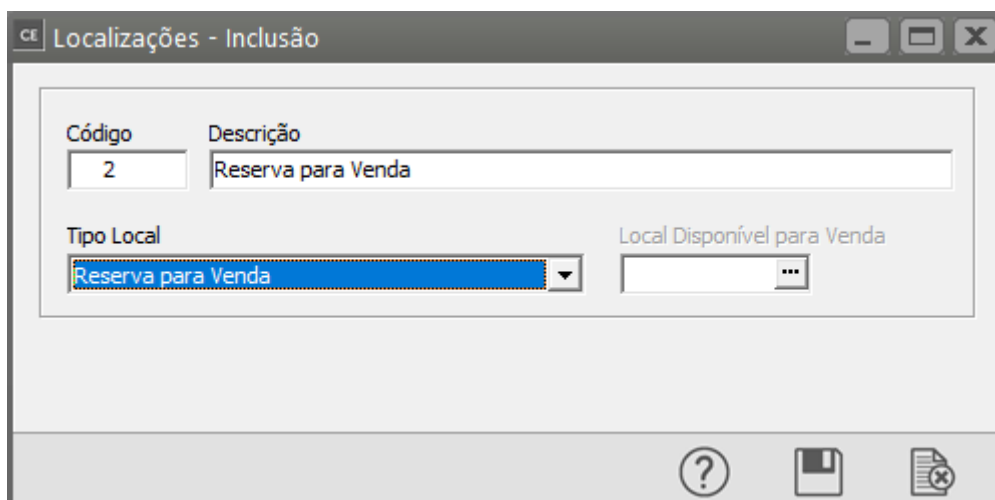 CE Localizações - Inclusão
Código Descrição
2 Reserva para Venda
Tipo Local Local Disponível para Venda
Reserva para Venda ...
?